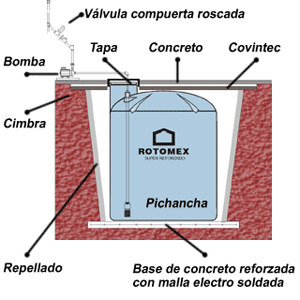 Válvula compuerta roscada
Bomba
Tapa
Concreto
Covintec
Cimbra
ROTOMEX
SUPER REFORZADO
Pichancha
Repellado
Base de concreto reforzada
con malla electro soldada